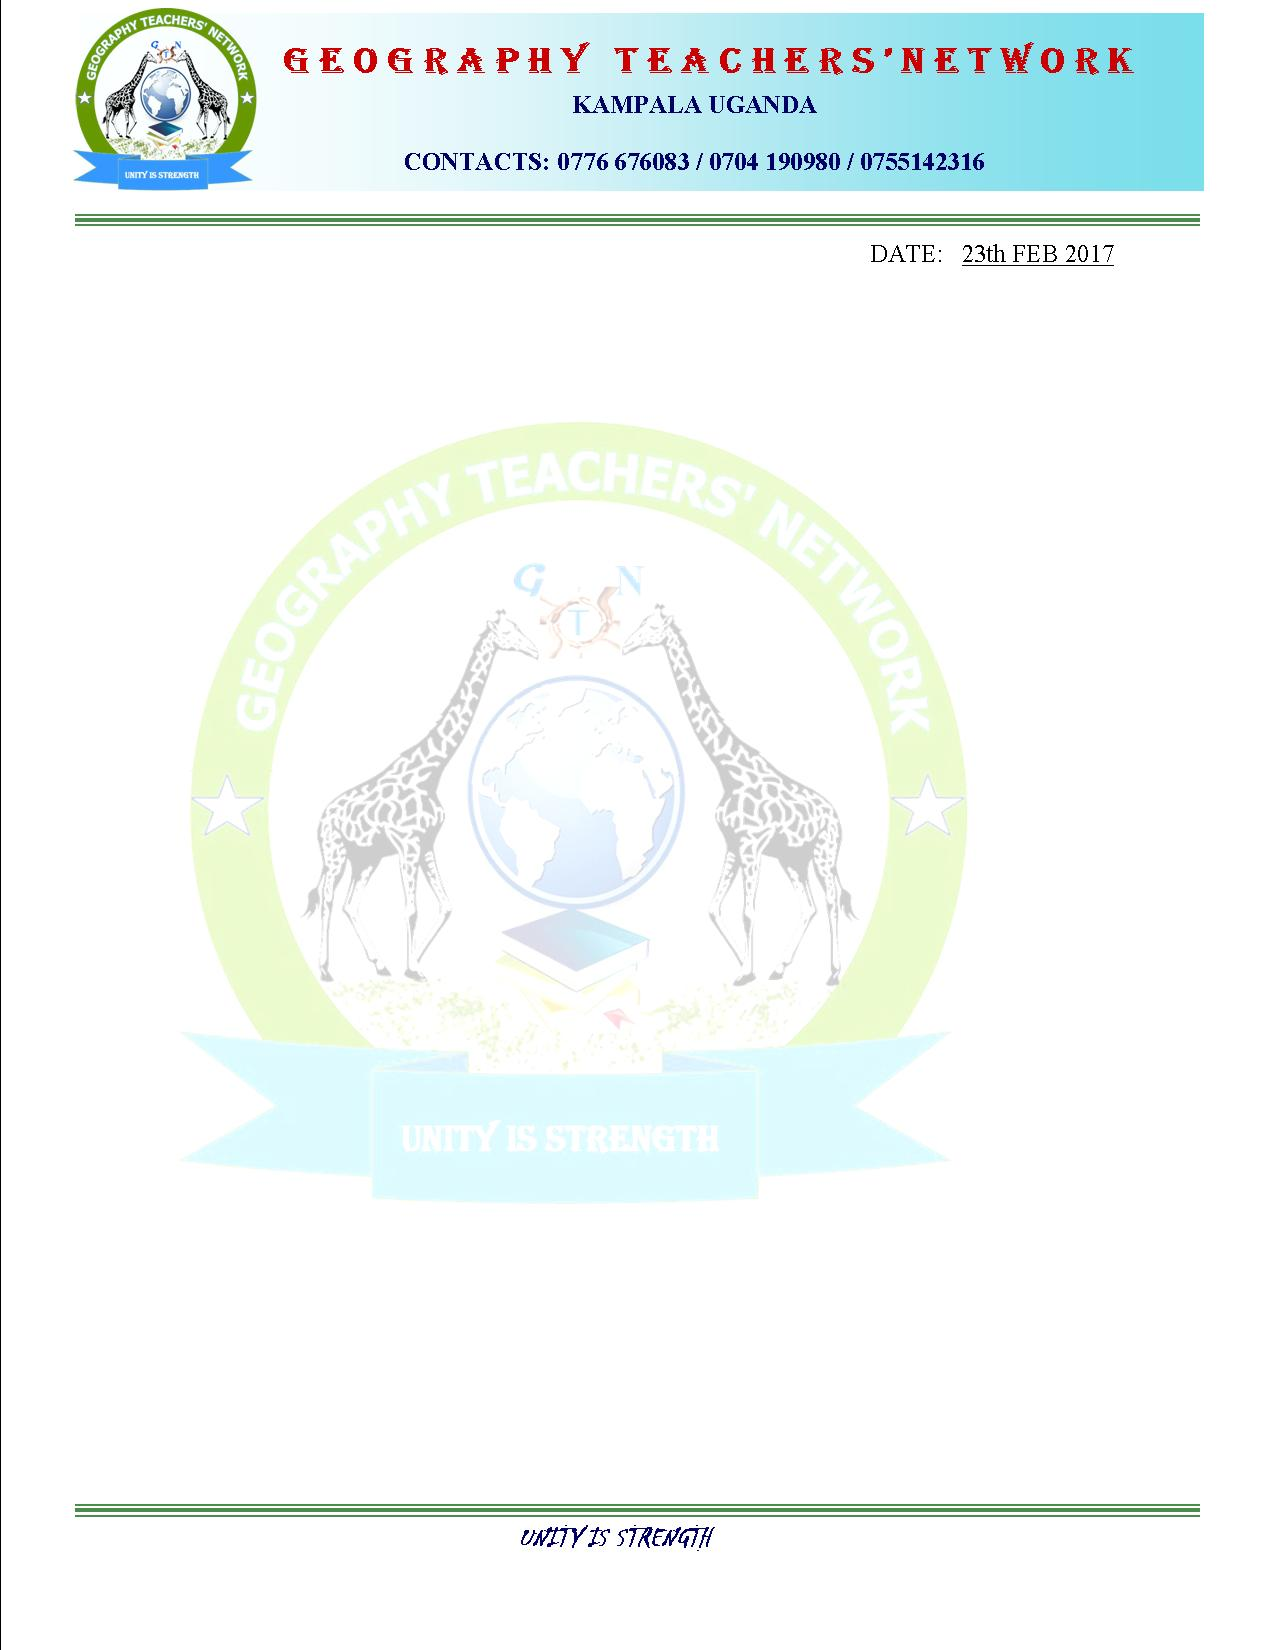 GEOGRAPHY TEACHERS' NETWORK
G N
T
UNITY IS STRENGTH
GEOGRAPHY TEACHERS’NETWORK
KAMPALA UGANDA
CONTACTS: 0776 676083 / 0704 190980 / 0755142316
DATE: 23th FEB 2017
GEOGRAPHY TEACHERS' NETWORK
G N
T
UNITY IS STRENGTH
UNITY IS STRENGTH